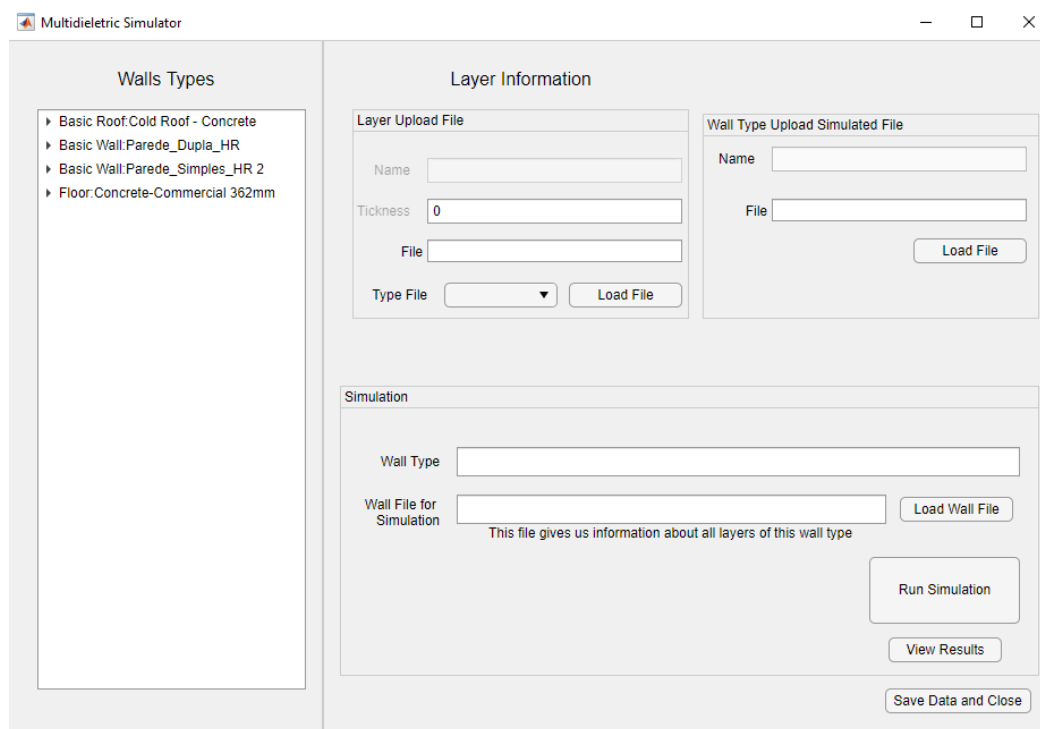 Multidieletric Simulator
Walls Types
Basic Roof:Cold Roof - Concrete
Basic Wall:Parede_Dupla_HR
Basic Wall:Parede_Simples_HR 2
Floor:Concrete-Commercial 362mm
Layer Information
Layer Upload File
Name
Tickness 0
File
Type File Load File
Wall Type Upload Simulated File
Name
File
Load File
Simulation
Wall Type
Wall File for
Simulation
Load Wall File
This file gives us information about all layers of this wall type
Run Simulation
View Results
Save Data and Close